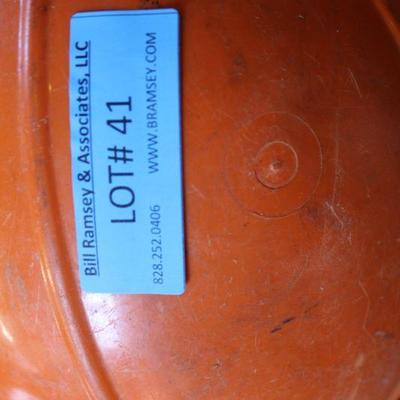 Bill Ramsey & Associates, LLC
LOT# 41
828.252.0406 WWW.BRAMSEY.COM